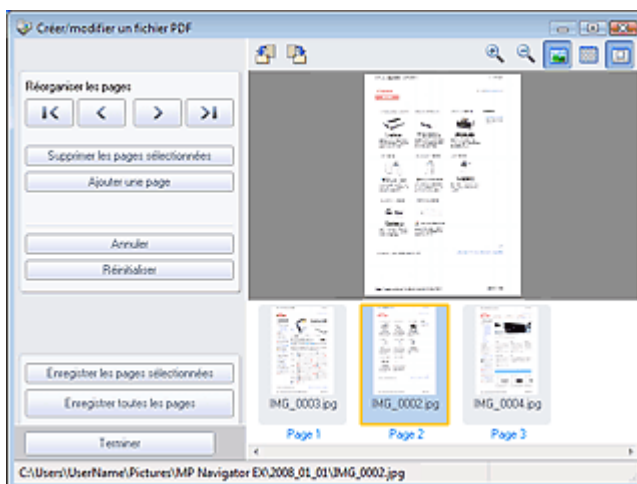 Créer/modifier un fichier PDF
Réorganiser les pages
Supprimer les pages sélectionnées
Ajouter une page
Annuler
Réinitialiser
Enregistrer les pages sélectionnées
Enregistrer toutes les pages
Terminer
IMG_0003.jpg
IMG_0002.jpg
IMG_0004.jpg
Page 1
Page 2
Page 3
C:\Users\UserName\Pictures\MP Navigator EX\2008_01_01\IMG_0002.jpg